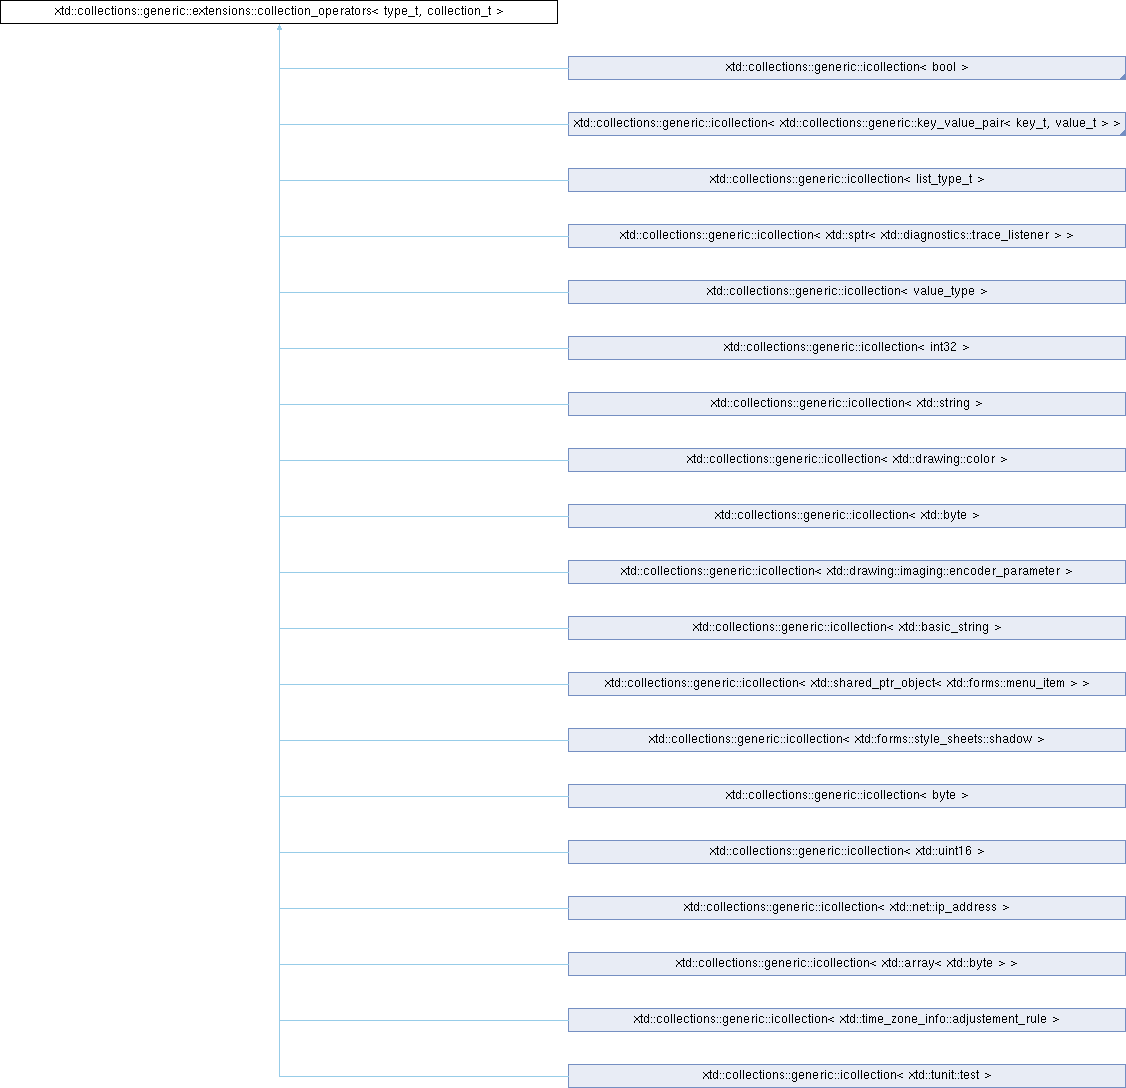 xtd::collections::generic::extensions::collection_operators< type_t, collection_t >
xtd::collections::generic::icollection< bool >
xtd::collections::generic::icollection< xtd::collections::generic::key_value_pair< key_t, value_t > >
xtd::collections::generic::icollection< list_type_t >
xtd::collections::generic::icollection< xtd::sptr< xtd::diagnostics::trace_listener > >
xtd::collections::generic::icollection< value_type >
xtd::collections::generic::icollection< int32 >
xtd::collections::generic::icollection< xtd::string >
xtd::collections::generic::icollection< xtd::drawing::color >
xtd::collections::generic::icollection< xtd::byte >
xtd::collections::generic::icollection< xtd::drawing::imaging::encoder_parameter >
xtd::collections::generic::icollection< xtd::basic_string >
xtd::collections::generic::icollection< xtd::shared_ptr_object< xtd::forms::menu_item > >
xtd::collections::generic::icollection< xtd::forms::style_sheets::shadow >
xtd::collections::generic::icollection< byte >
xtd::collections::generic::icollection< xtd::uint16 >
xtd::collections::generic::icollection< xtd::net::ip_address >
xtd::collections::generic::icollection< xtd::array< xtd::byte > >
xtd::collections::generic::icollection< xtd::time_zone_info::adjustement_rule >
xtd::collections::generic::icollection< xtd::tunit::test >